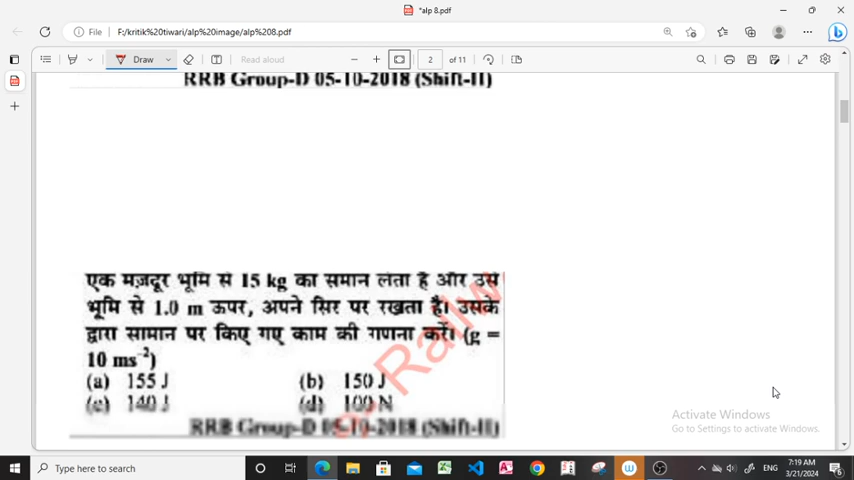 *alp 8.pdf
File F:/kritik%20tiwari/alp%20image/alp%208.pdf
Draw Read aloud 2 of 11
RRB Group-D 05-10-2018 (Shift-II)
एक मज़दूर भूमि से 15 kg का समान लेता है और उसे
भूमि से 1.0 m ऊपर, अपने सिर पर रखता है। उसके
द्वारा सामान पर किए गए काम की गणना करें। (g =
10 ms⁻²)
(a) 155 J (b) 150 J
(c) 140 J (d) 100 N
RRB Group-D 05-10-2018 (Shift-II)
Railw
Activate Windows
Go to Settings to activate Windows.
Type here to search
ENG 7:19 AM
3/21/2024
6